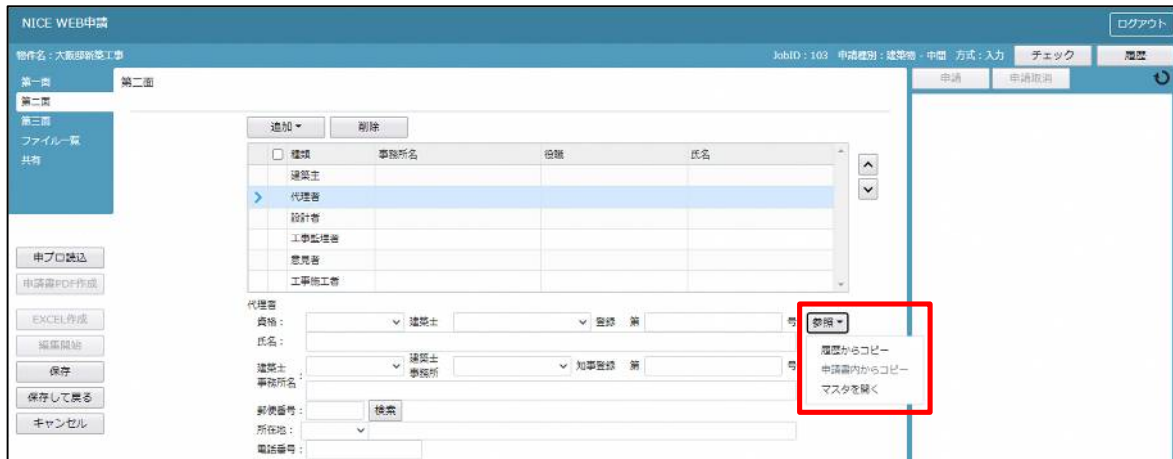 NICE WEB申請
ログアウト
物件名：大阪邸新築工事
JobID：103 申請種別：建築物 - 中間 方式：入力
チェック
履歴
第一面
第二面
第三面
ファイル一覧
共有
第二面
申請
申請取消
追加
削除
種類 事務所名 役職 氏名
建築主
代理者
設計者
工事監理者
意見者
工事施工者
申プロ読込
申請書PDF作成
EXCEL作成
編集開始
保存
保存して戻る
キャンセル
代理者
資格： 建築士 登録 第 号 参照
氏名：
建築士事務所名： 建築士事務所 知事登録 第 号
郵便番号： 検索
所在地：
電話番号：
履歴からコピー
申請書内からコピー
マスタを開く